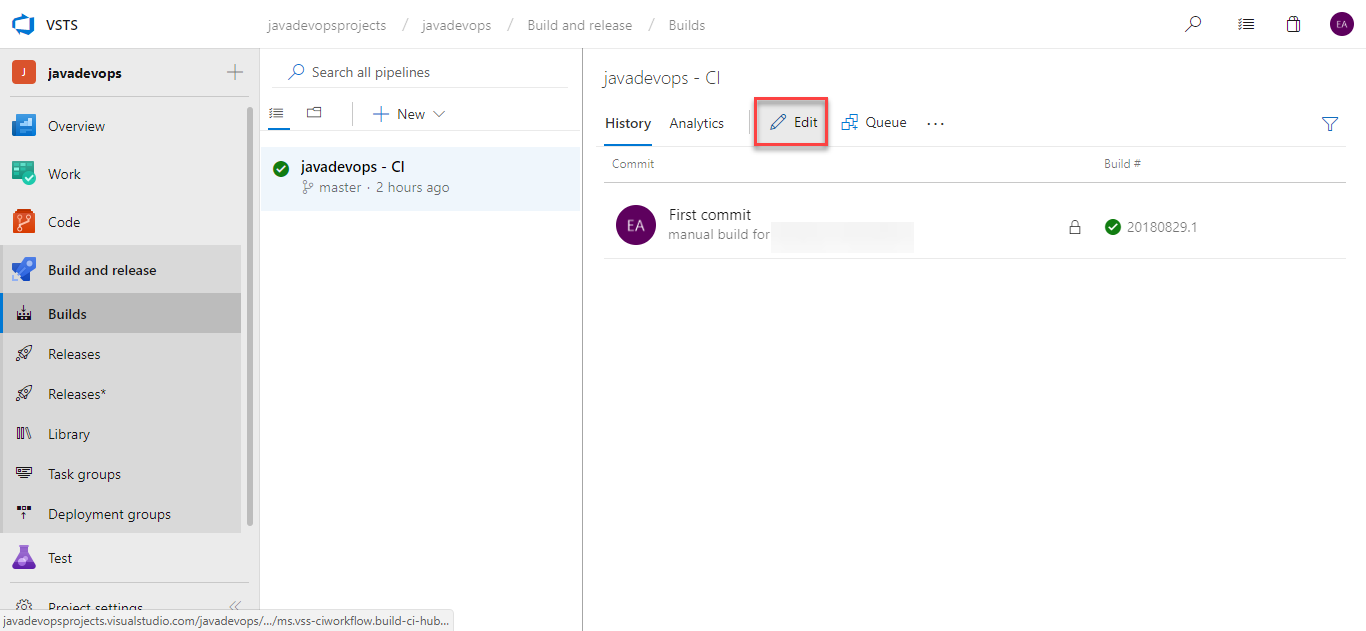 VSTS
javadevopsprojects / javadevops / Build and release / Builds
EA
J javadevops
Overview
Work
Code
Build and release
Builds
Releases
Releases*
Library
Task groups
Deployment groups
Test
Project settings
javadevopsprojects.visualstudio.com/javadevops/.../ms.vss-ciworkflow.build-ci-hub...
Search all pipelines
New
javadevops - CI
master · 2 hours ago
javadevops - CI
History Analytics Edit Queue ...
Commit Build #
EA First commit
manual build for
20180829.1